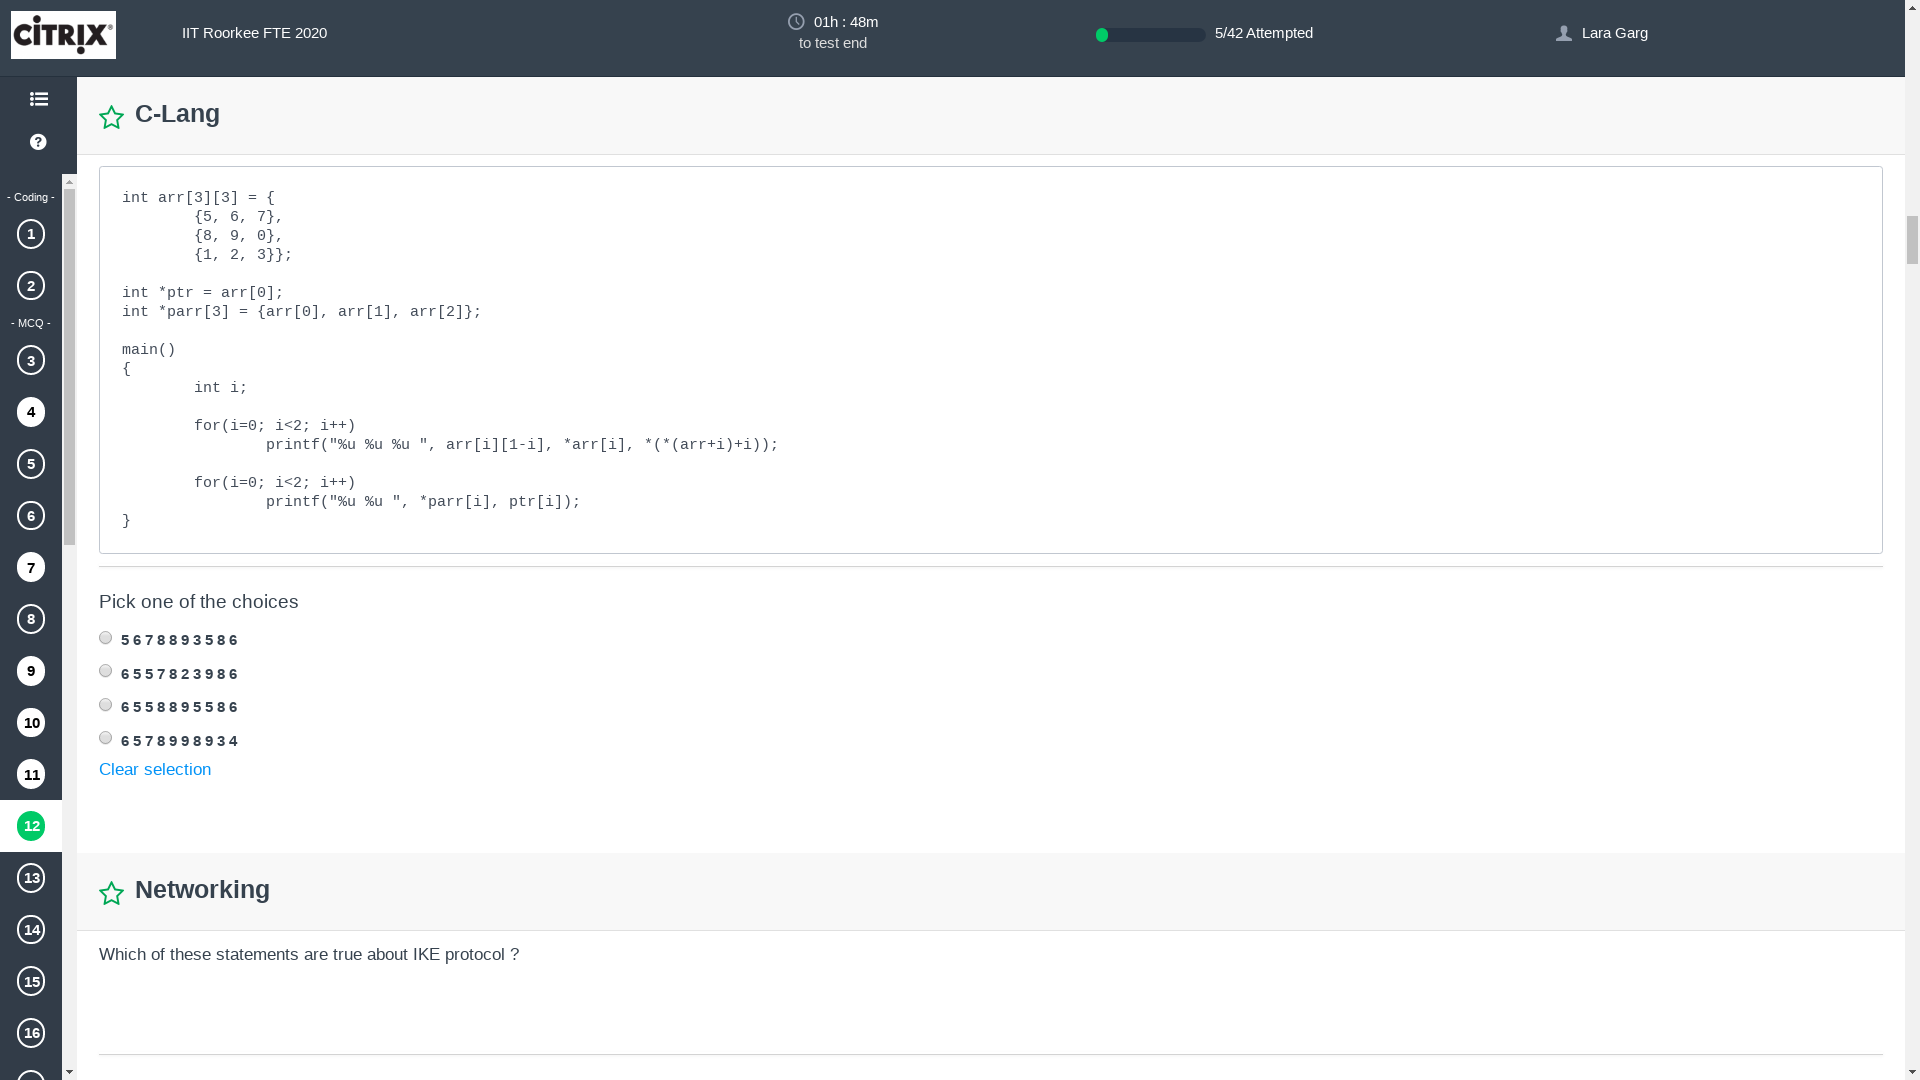 CİTRIX®
IIT Roorkee FTE 2020
01h : 48m
to test end
5/42 Attempted
Lara Garg
- Coding -
1
2
- MCQ -
3
4
5
6
7
8
9
10
11
12
13
14
15
16
C-Lang
int arr[3][3] = {
{5, 6, 7},
{8, 9, 0},
{1, 2, 3}};
int *ptr = arr[0];
int *parr[3] = {arr[0], arr[1], arr[2]};
main()
{
int i;
for(i=0; i<2; i++)
printf("%u %u %u ", arr[i][1-i], *arr[i], *(*(arr+i)+i));
for(i=0; i<2; i++)
printf("%u %u ", *parr[i], ptr[i]);
}
Pick one of the choices
5 6 7 8 8 9 3 5 8 6
6 5 5 7 8 2 3 9 8 6
6 5 5 8 8 9 5 5 8 6
6 5 7 8 9 9 8 9 3 4
Clear selection
Networking
Which of these statements are true about IKE protocol ?